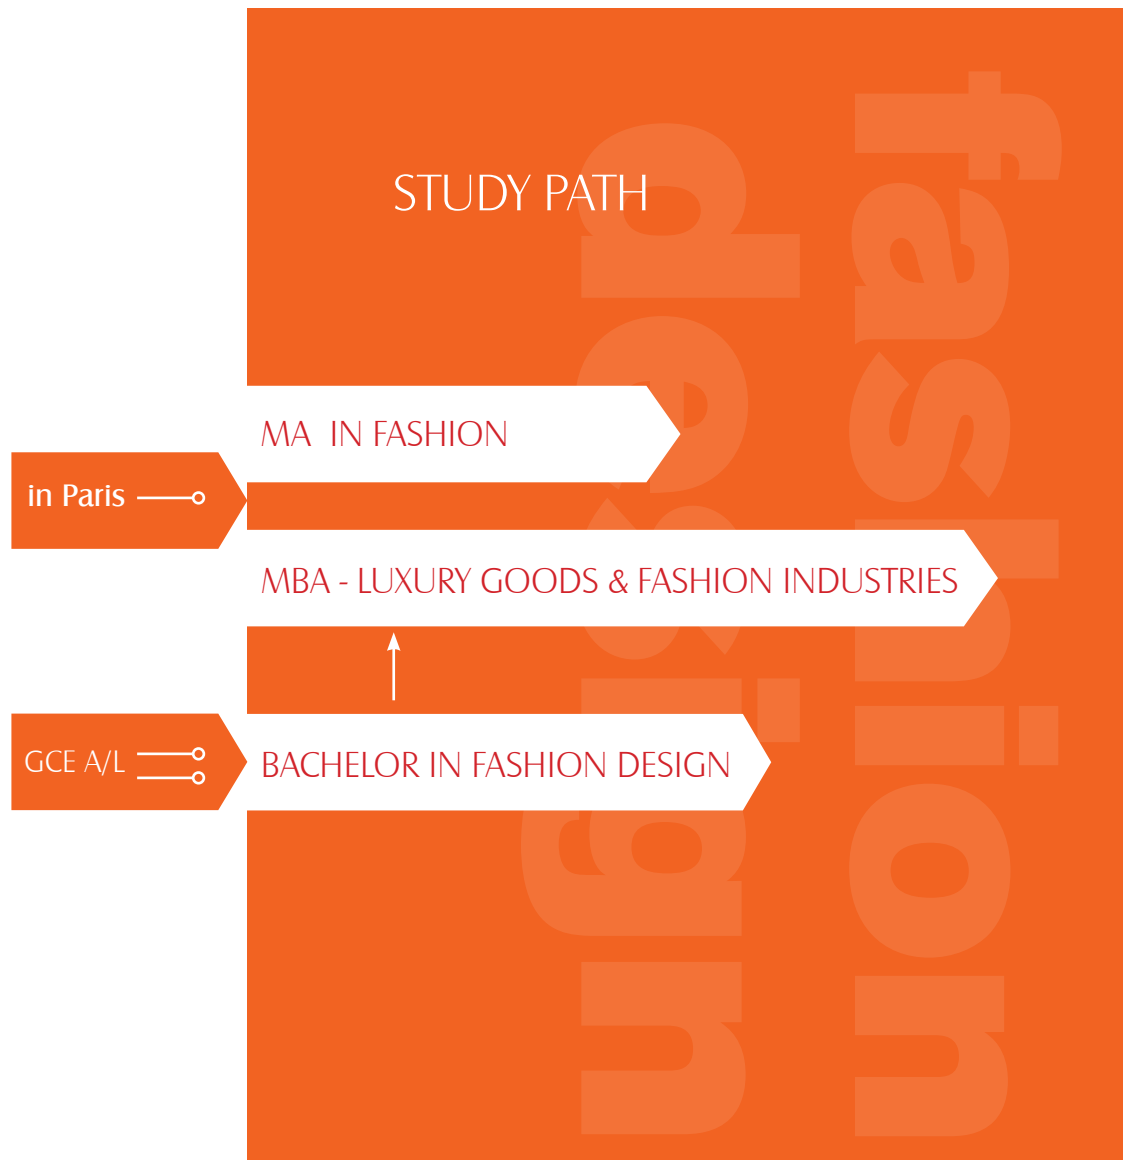 STUDY PATH
MA IN FASHION
in Paris
MBA - LUXURY GOODS & FASHION INDUSTRIES
GCE A/L
BACHELOR IN FASHION DESIGN
fashion
design